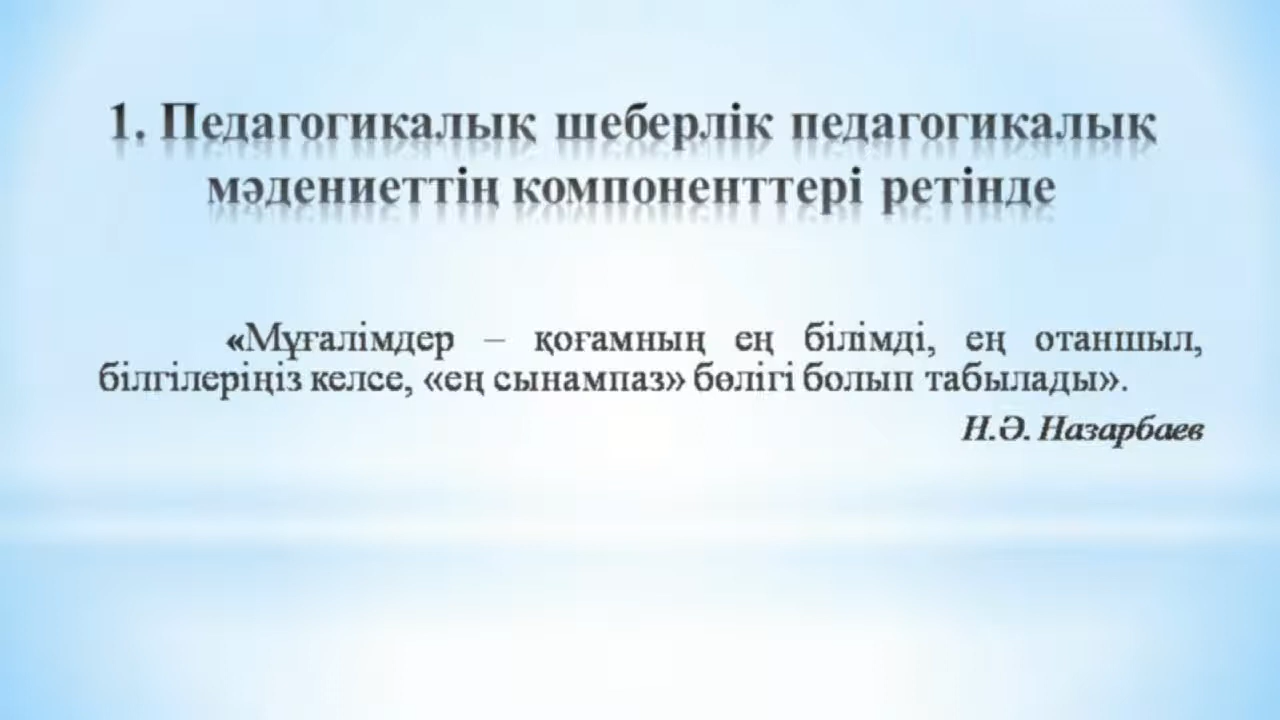 1. Педагогикалық шеберлік педагогикалық
мәдениеттің компоненттері ретінде
«Мұғалімдер – қоғамның ең білімді, ең отаншыл,
білгілеріңіз келсе, «ең сынампаз» бөлігі болып табылады».
Н.Ә. Назарбаев